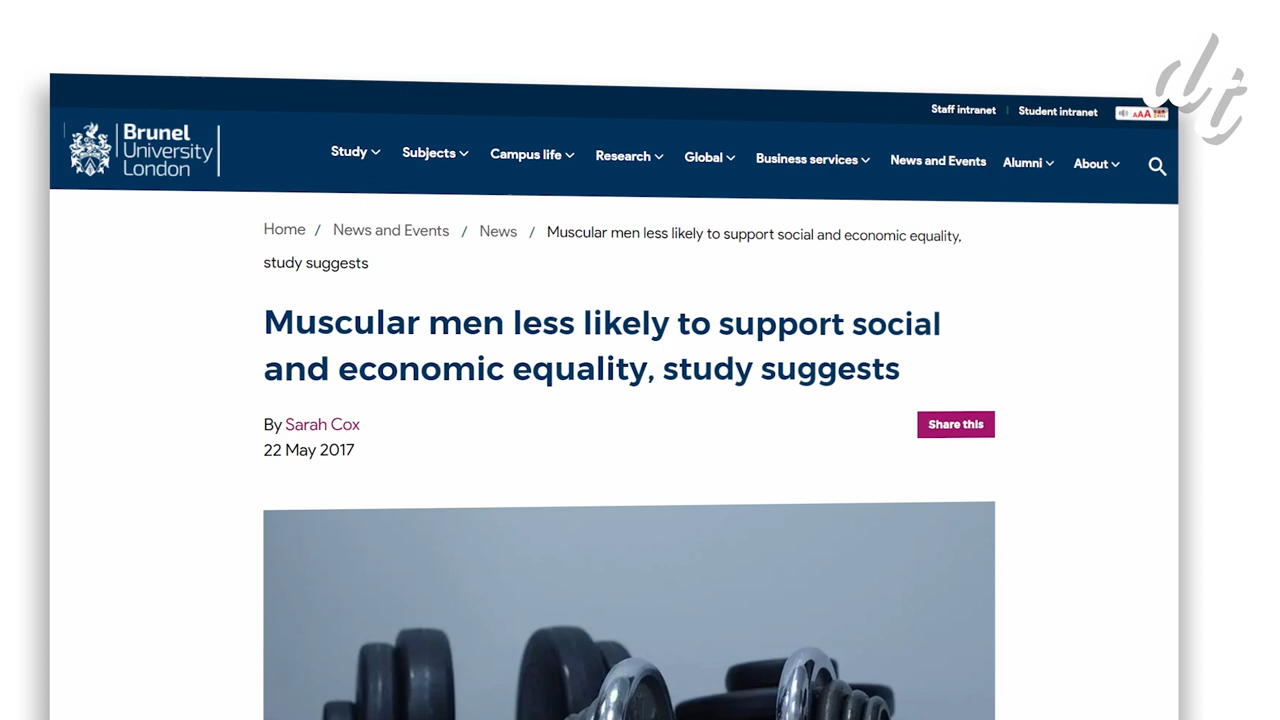 dt
Staff intranet
Student intranet
AAA
Brunel
University
London
Study
Subjects
Campus life
Research
Global
Business services
News and Events
Alumni
About
Home / News and Events / News / Muscular men less likely to support social and economic equality,
study suggests
Muscular men less likely to support social
and economic equality, study suggests
By Sarah Cox
Share this
22 May 2017